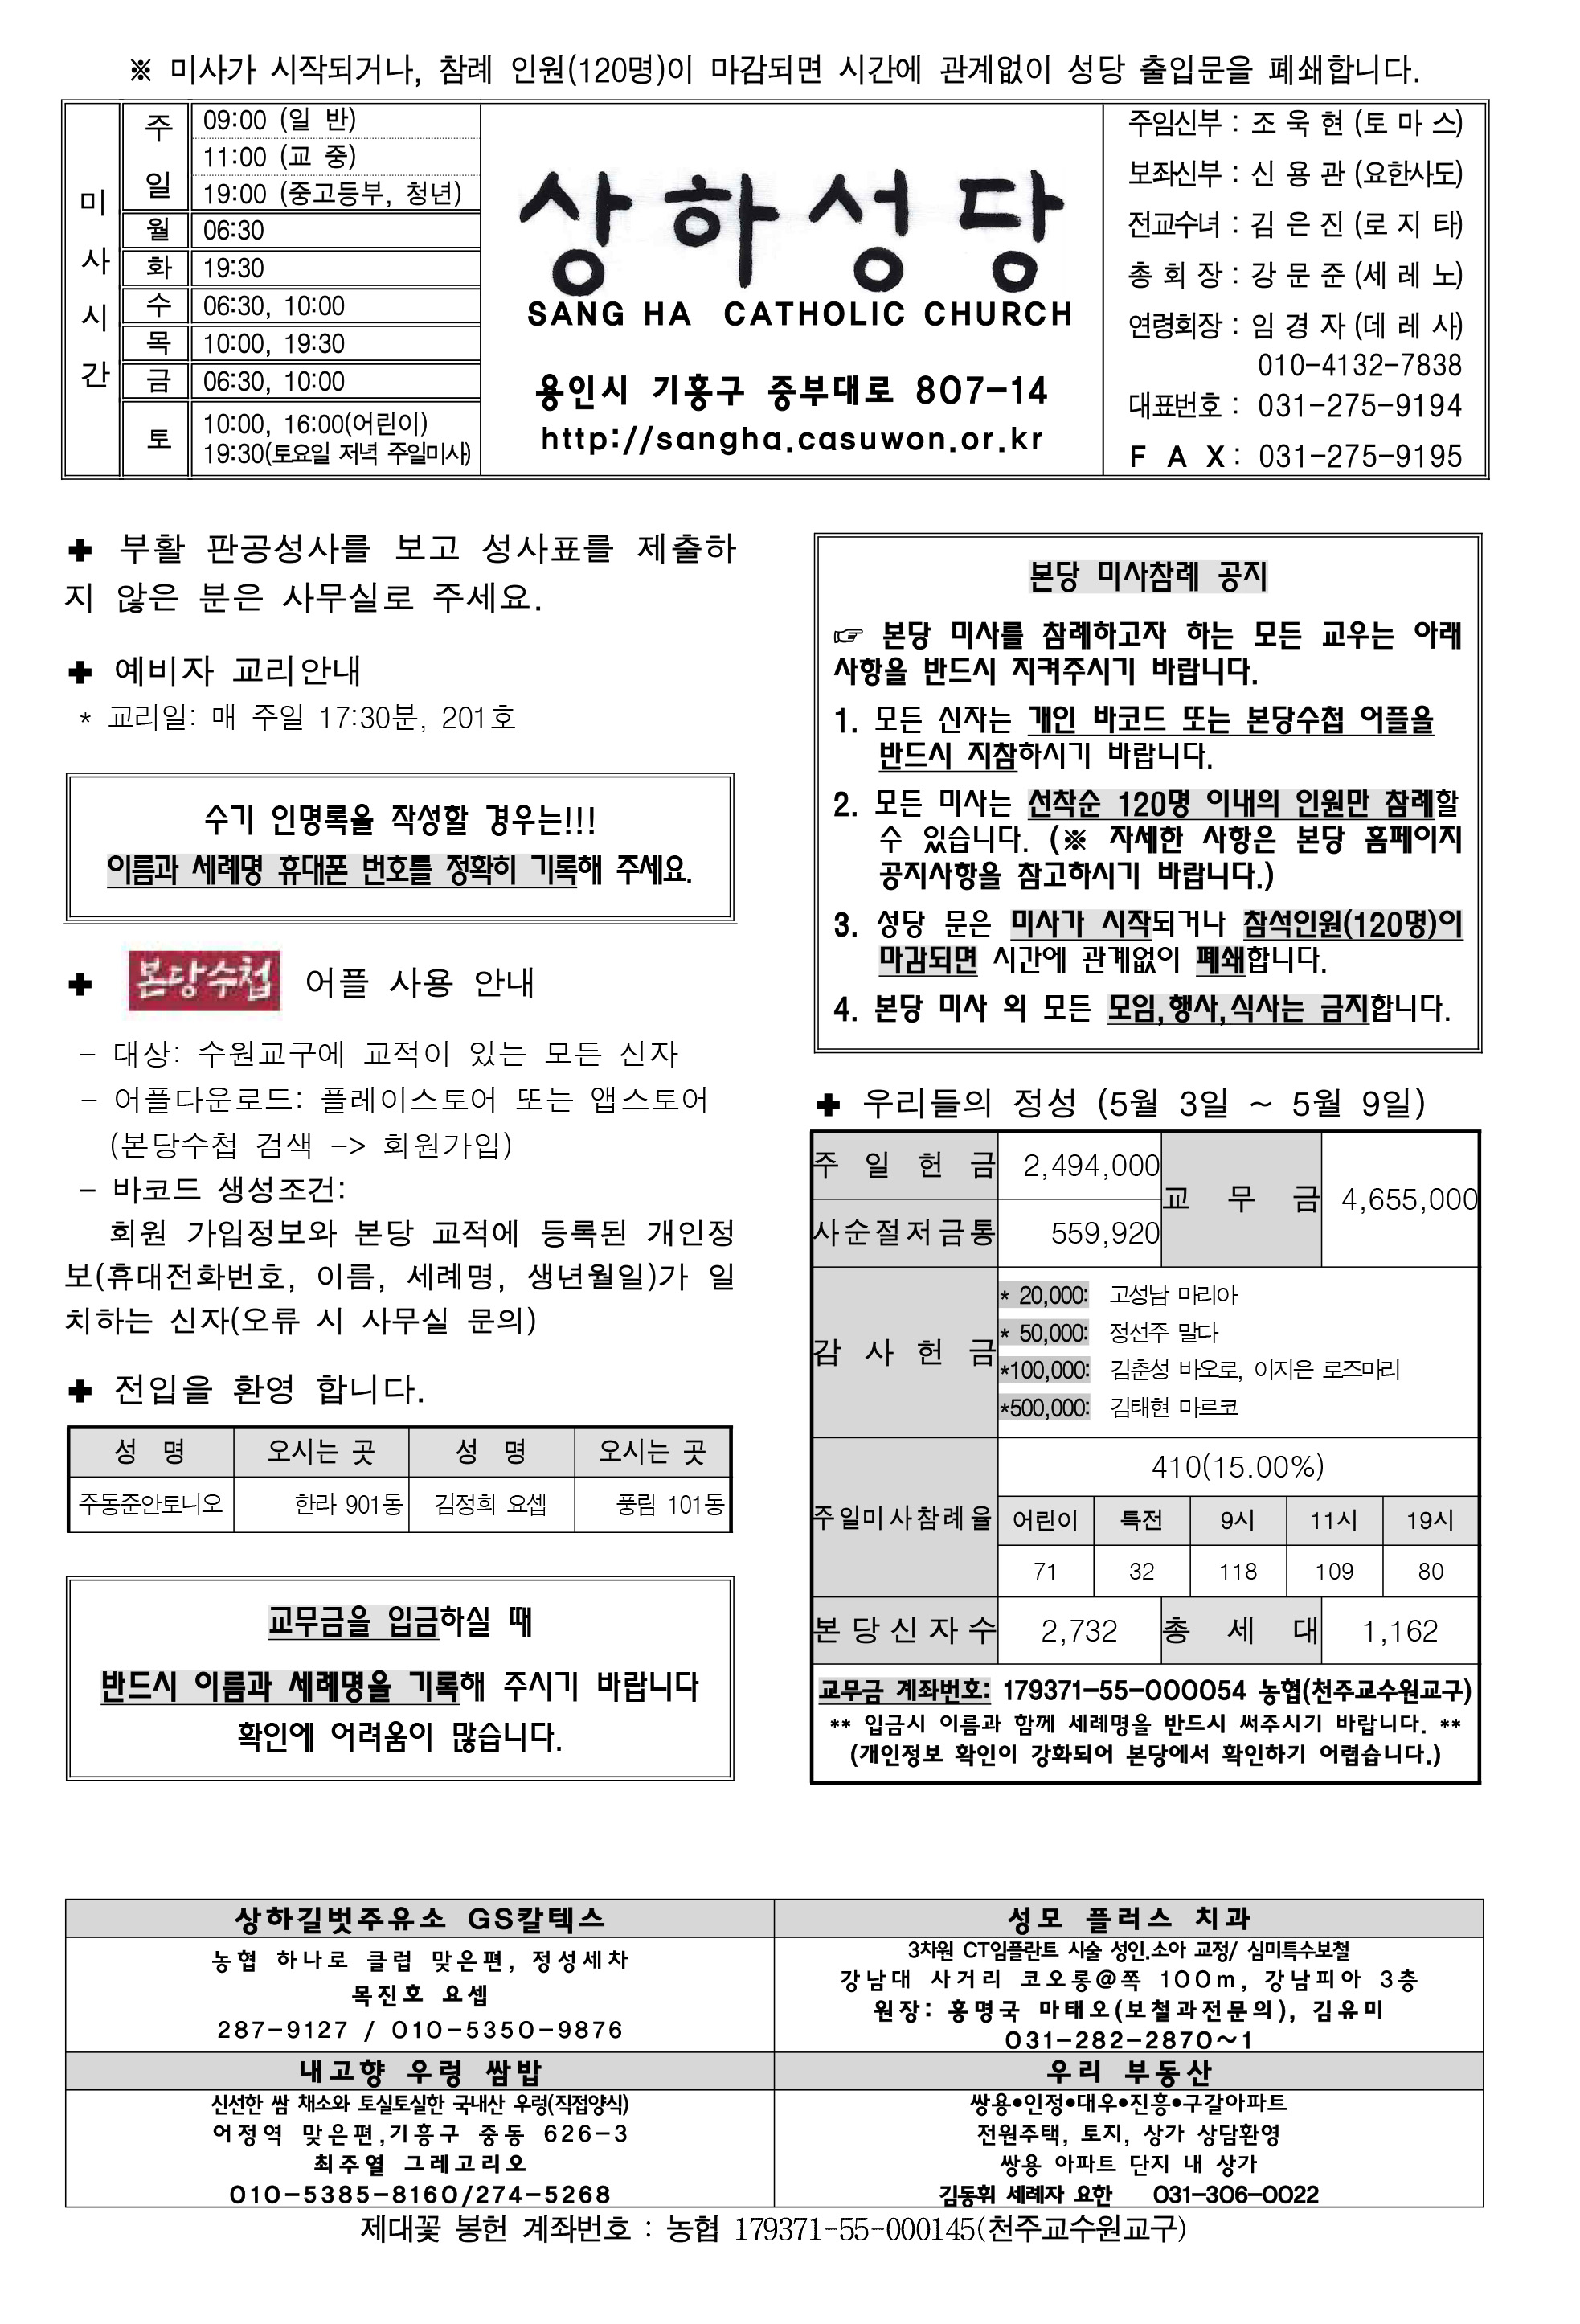 ※ 미사가 시작되거나, 참례 인원(120명)이 마감되면 시간에 관계없이 성당 출입문을 폐쇄합니다.
미사시간
주일
09:00 (일 반)
11:00 (교 중)
19:00 (중고등부, 청년)
월 06:30
화 19:30
수 06:30, 10:00
목 10:00, 19:30
금 06:30, 10:00
토 10:00, 16:00(어린이)
19:30(토요일 저녁 주일미사)
상하성당
SANG HA CATHOLIC CHURCH
용인시 기흥구 중부대로 807-14
http://sangha.casuwon.or.kr
주임신부 : 조 욱 현 (토 마 스)
보좌신부 : 신 용 관 (요한사도)
전교수녀 : 김 은 진 (로 지 타)
총 회 장 : 강 문 준 (세 레 노)
연령회장 : 임 경 자 (데 레 사)
010-4132-7838
대표번호 : 031-275-9194
F A X : 031-275-9195
✚ 부활 판공성사를 보고 성사표를 제출하
지 않은 분은 사무실로 주세요.
✚ 예비자 교리안내
* 교리일: 매 주일 17:30분, 201호
수기 인명록을 작성할 경우는!!!
이름과 세례명 휴대폰 번호를 정확히 기록해 주세요.
✚ 본당수첩 어플 사용 안내
- 대상: 수원교구에 교적이 있는 모든 신자
- 어플다운로드: 플레이스토어 또는 앱스토어
(본당수첩 검색 -> 회원가입)
- 바코드 생성조건:
회원 가입정보와 본당 교적에 등록된 개인정
보(휴대전화번호, 이름, 세례명, 생년월일)가 일
치하는 신자(오류 시 사무실 문의)
✚ 전입을 환영 합니다.
성 명 오시는 곳 성 명 오시는 곳
주동준안토니오 한라 901동 김정희 요셉 풍림 101동
교무금을 입금하실 때
반드시 이름과 세례명을 기록해 주시기 바랍니다
확인에 어려움이 많습니다.
본당 미사참례 공지
☞ 본당 미사를 참례하고자 하는 모든 교우는 아래
사항을 반드시 지켜주시기 바랍니다.
1. 모든 신자는 개인 바코드 또는 본당수첩 어플을
반드시 지참하시기 바랍니다.
2. 모든 미사는 선착순 120명 이내의 인원만 참례할
수 있습니다. (※ 자세한 사항은 본당 홈페이지
공지사항을 참고하시기 바랍니다.)
3. 성당 문은 미사가 시작되거나 참석인원(120명)이
마감되면 시간에 관계없이 폐쇄합니다.
4. 본당 미사 외 모든 모임,행사,식사는 금지합니다.
✚ 우리들의 정성 (5월 3일 ~ 5월 9일)
주 일 헌 금 2,494,000 교 무 금 4,655,000
사순절저금통 559,920
감 사 헌 금
* 20,000: 고성남 마리아
* 50,000: 정선주 말다
*100,000: 김춘성 바오로, 이지은 로즈마리
*500,000: 김태현 마르코
주일미사참례율
410(15.00%)
어린이 특전 9시 11시 19시
71 32 118 109 80
본 당 신 자 수 2,732 총 세 대 1,162
교무금 계좌번호: 179371-55-000054 농협(천주교수원교구)
** 입금시 이름과 함께 세례명을 반드시 써주시기 바랍니다. **
(개인정보 확인이 강화되어 본당에서 확인하기 어렵습니다.)
상하길벗주유소 GS칼텍스
농협 하나로 클럽 맞은편, 정성세차
목진호 요셉
287-9127 / 010-5350-9876
성모 플러스 치과
3차원 CT임플란트 시술 성인.소아 교정/ 심미특수보철
강남대 사거리 코오롱@쪽 100m, 강남피아 3층
원장: 홍명국 마태오(보철과전문의), 김유미
031-282-2870~1
내고향 우렁 쌈밥
신선한 쌈 채소와 토실토실한 국내산 우렁(직접양식)
어정역 맞은편,기흥구 중동 626-3
최주열 그레고리오
010-5385-8160/274-5268
우리 부동산
쌍용•인정•대우•진흥•구갈아파트
전원주택, 토지, 상가 상담환영
쌍용 아파트 단지 내 상가
김동휘 세례자 요한 031-306-0022
제대꽃 봉헌 계좌번호 : 농협 179371-55-000145(천주교수원교구)